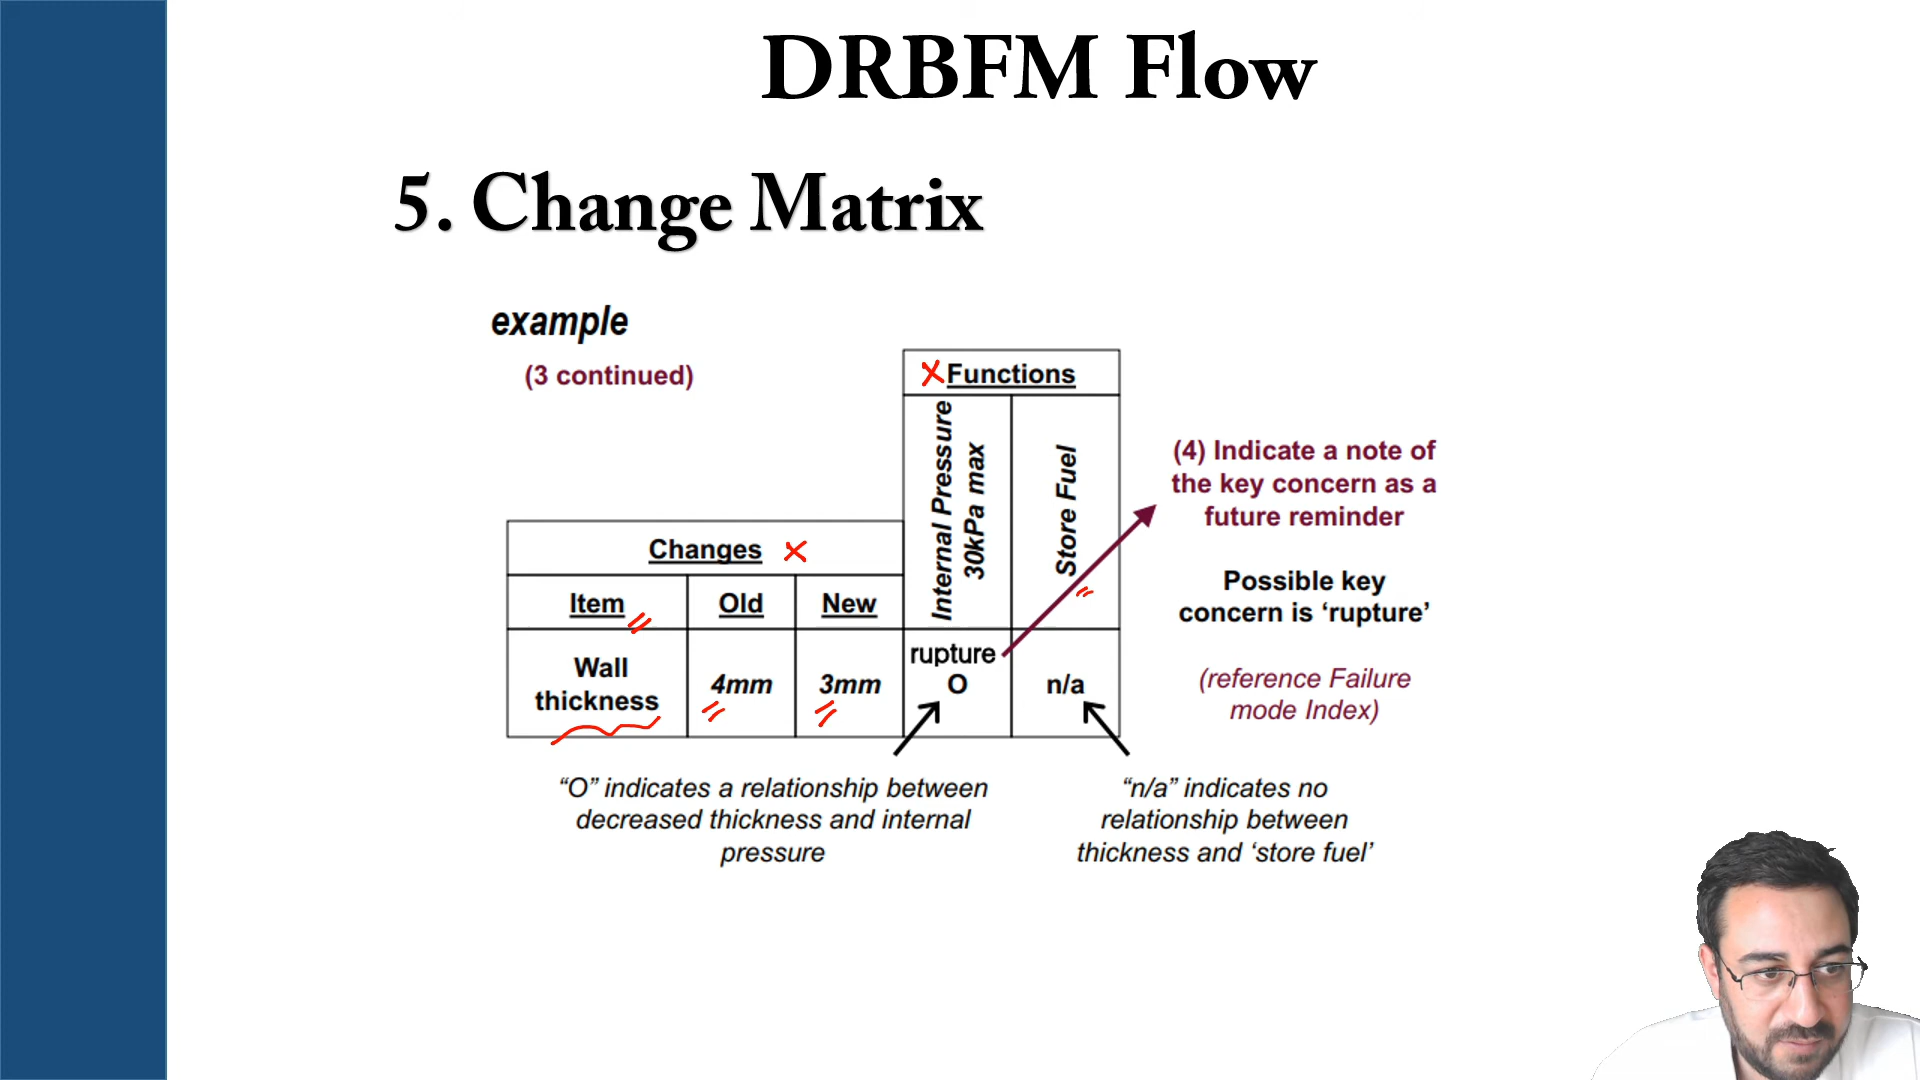 DRBFM Flow
5. Change Matrix
example
(3 continued)
Functions
Internal Pressure
30kPa max
Store Fuel
Changes
Item
Old
New
Wall
thickness
4mm
3mm
rupture
O
n/a
(4) Indicate a note of
the key concern as a
future reminder
Possible key
concern is ‘rupture’
(reference Failure
mode Index)
“O” indicates a relationship between
decreased thickness and internal
pressure
“n/a” indicates no
relationship between
thickness and ‘store fuel’